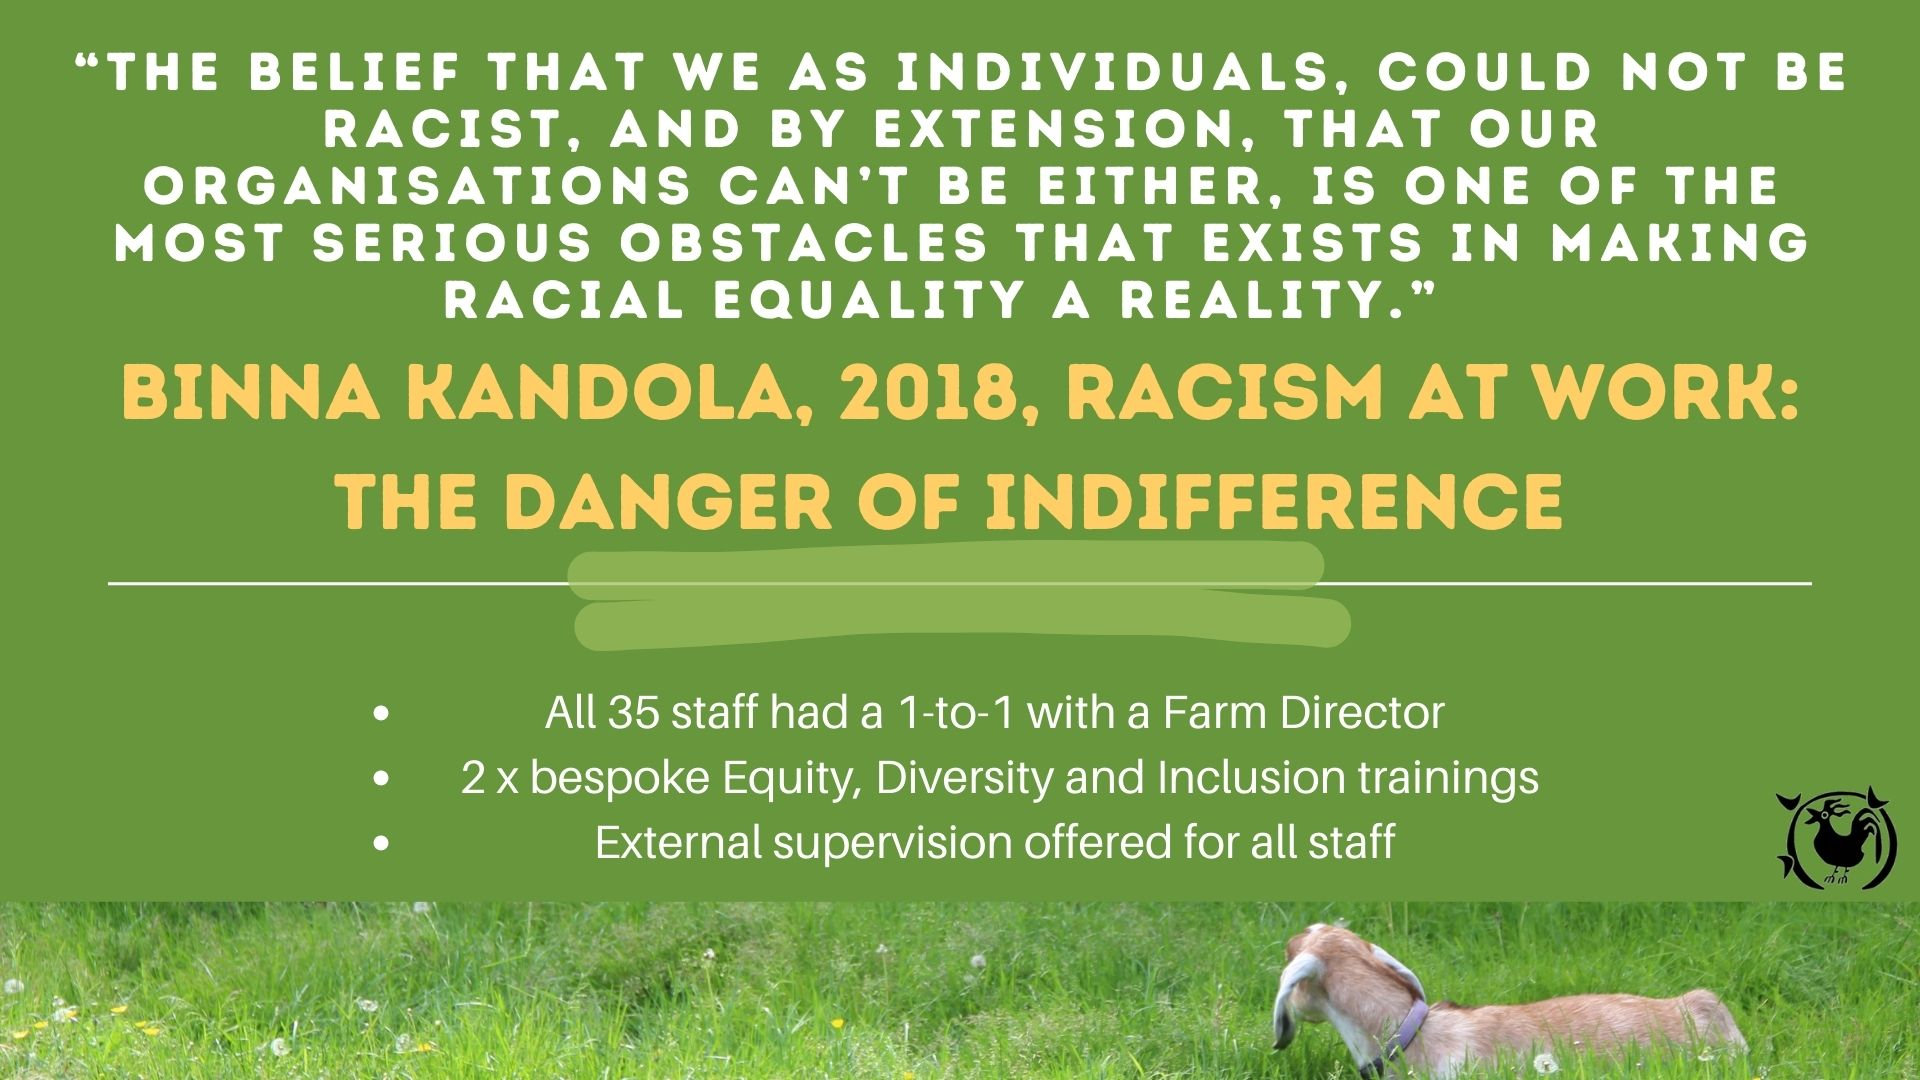 “THE BELIEF THAT WE AS INDIVIDUALS, COULD NOT BE
RACIST, AND BY EXTENSION, THAT OUR
ORGANISATIONS CAN’T BE EITHER, IS ONE OF THE
MOST SERIOUS OBSTACLES THAT EXISTS IN MAKING
RACIAL EQUALITY A REALITY.”
BINNA KANDOLA, 2018, RACISM AT WORK:
THE DANGER OF INDIFFERENCE
• All 35 staff had a 1-to-1 with a Farm Director
• 2 x bespoke Equity, Diversity and Inclusion trainings
• External supervision offered for all staff